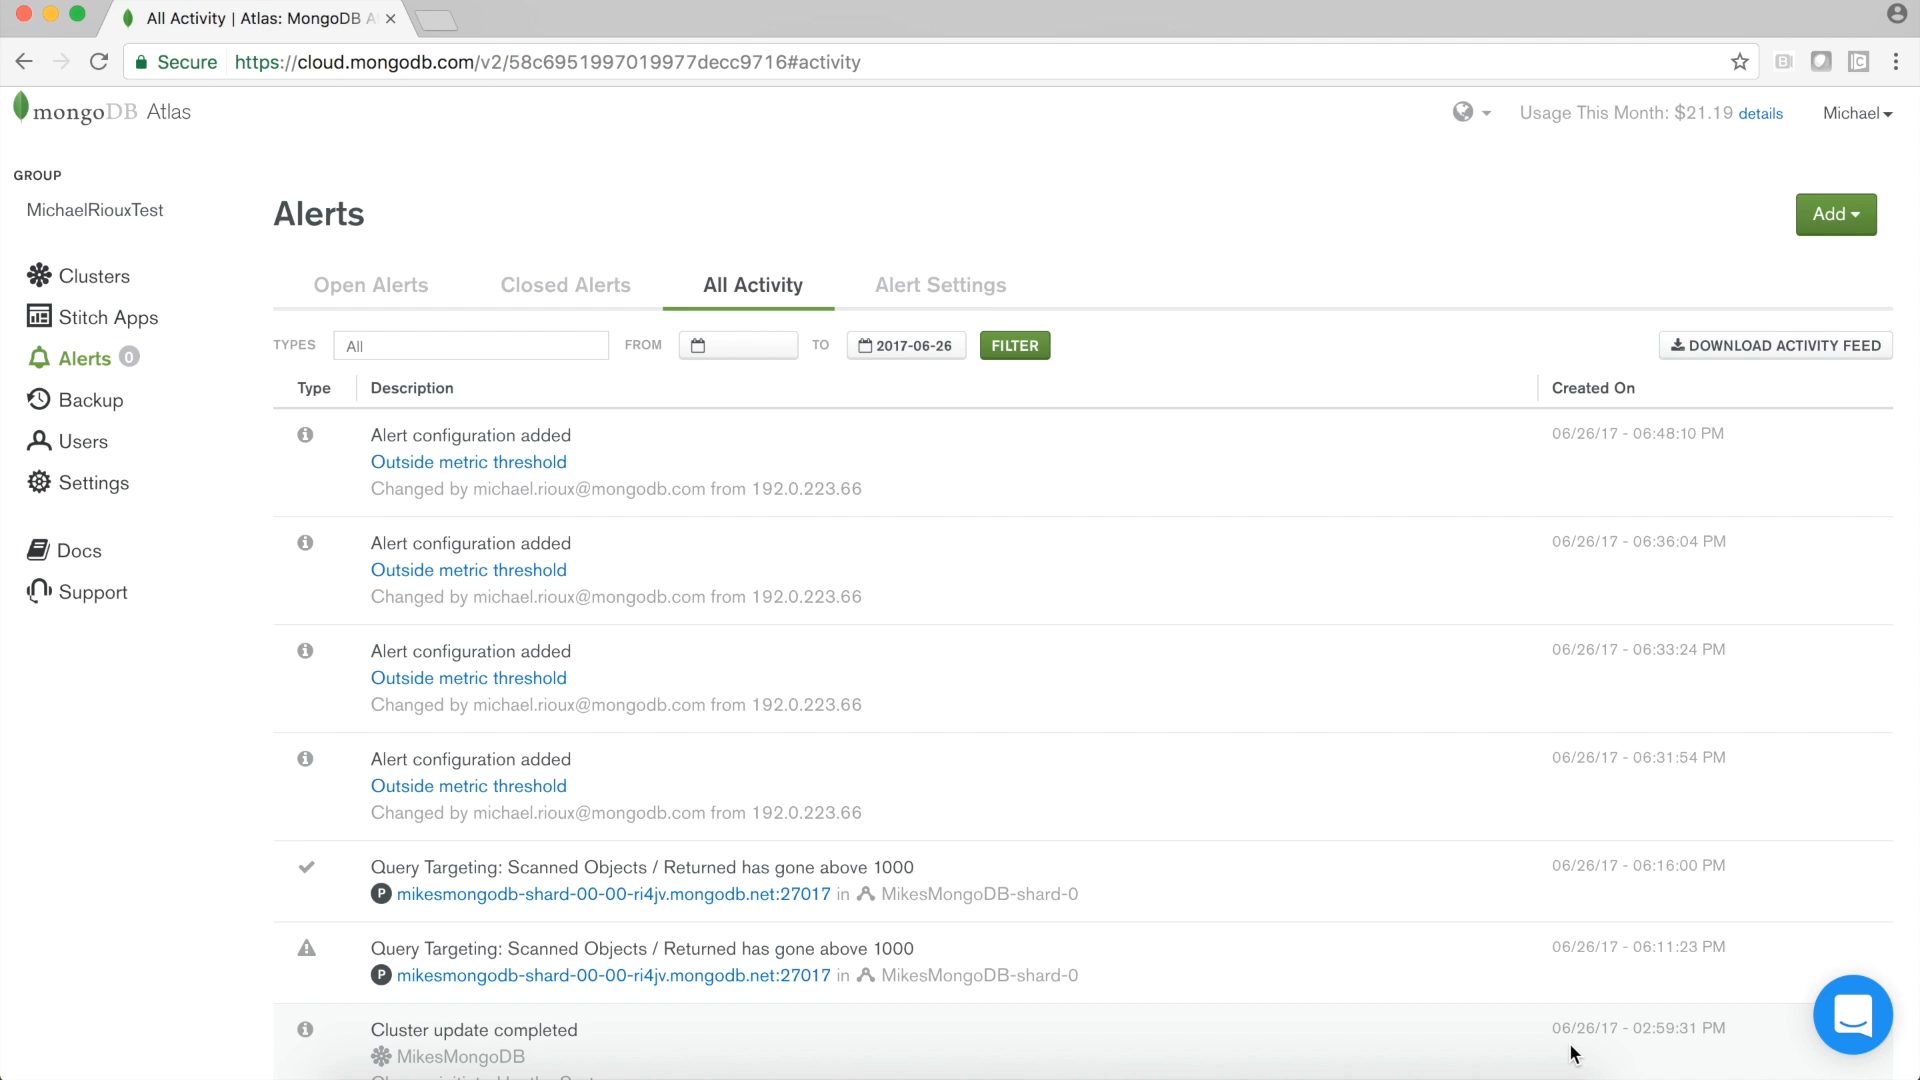 All Activity | Atlas: MongoDB A
Secure https://cloud.mongodb.com/v2/58c6951997019977decc9716#activity
mongoDB Atlas
Usage This Month: $21.19 details
Michael
GROUP
MichaelRiouxTest
Clusters
Stitch Apps
Alerts 0
Backup
Users
Settings
Docs
Support
Alerts
Add
Open Alerts Closed Alerts All Activity Alert Settings
TYPES All FROM TO 2017-06-26 FILTER DOWNLOAD ACTIVITY FEED
Type Description Created On
Alert configuration added 06/26/17 - 06:48:10 PM
Outside metric threshold
Changed by michael.rioux@mongodb.com from 192.0.223.66
Alert configuration added 06/26/17 - 06:36:04 PM
Outside metric threshold
Changed by michael.rioux@mongodb.com from 192.0.223.66
Alert configuration added 06/26/17 - 06:33:24 PM
Outside metric threshold
Changed by michael.rioux@mongodb.com from 192.0.223.66
Alert configuration added 06/26/17 - 06:31:54 PM
Outside metric threshold
Changed by michael.rioux@mongodb.com from 192.0.223.66
Query Targeting: Scanned Objects / Returned has gone above 1000 06/26/17 - 06:16:00 PM
P mikesmongodb-shard-00-00-ri4jv.mongodb.net:27017 in MikesMongoDB-shard-0
Query Targeting: Scanned Objects / Returned has gone above 1000 06/26/17 - 06:11:23 PM
P mikesmongodb-shard-00-00-ri4jv.mongodb.net:27017 in MikesMongoDB-shard-0
Cluster update completed 06/26/17 - 02:59:31 PM
MikesMongoDB